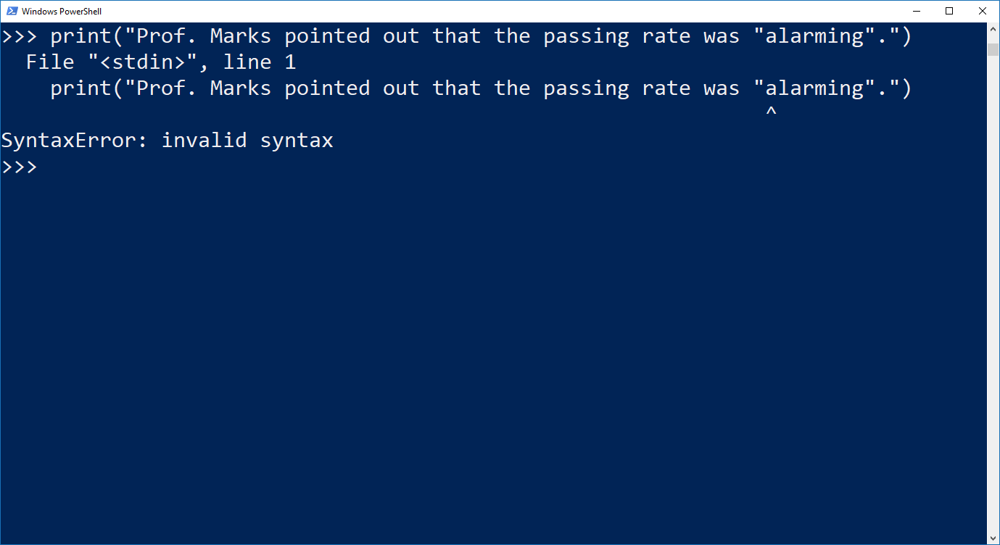 Windows PowerShell
>>> print("Prof. Marks pointed out that the passing rate was "alarming".")
  File "<stdin>", line 1
    print("Prof. Marks pointed out that the passing rate was "alarming".")
                                                              ^
SyntaxError: invalid syntax
>>>